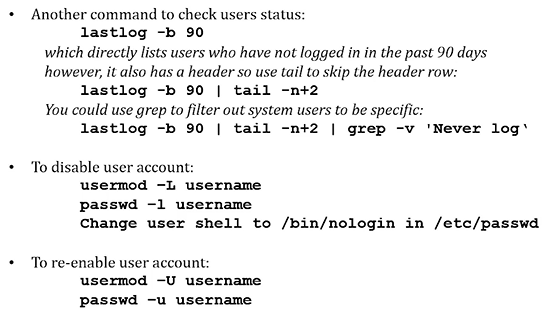 • Another command to check users status:
lastlog -b 90
which directly lists users who have not logged in in the past 90 days
however, it also has a header so use tail to skip the header row:
lastlog -b 90 | tail -n+2
You could use grep to filter out system users to be specific:
lastlog -b 90 | tail -n+2 | grep -v 'Never log‘
• To disable user account:
usermod –L username
passwd –l username
Change user shell to /bin/nologin in /etc/passwd
• To re-enable user account:
usermod –U username
passwd –u username